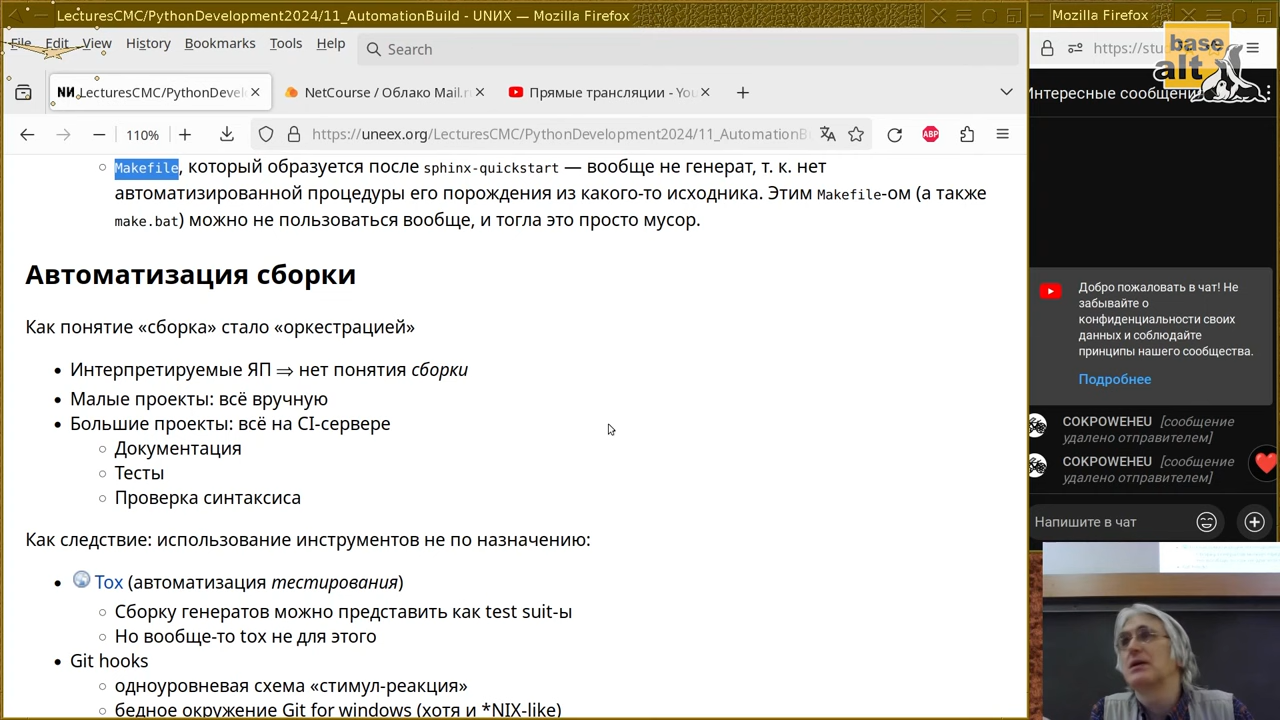 LecturesCMC/PythonDevelopment2024/11_AutomationBuild - UNИX — Mozilla Firefox
Mozilla Firefox
File Edit View History Bookmarks Tools Help
Search
https://stu
base
alt
NИ. LecturesCMC/PythonDevel
NetCourse / Облако Mail.r
Прямые трансляции - You
Интересные сообщени
110%
https://uneex.org/LecturesCMC/PythonDevelopment2024/11_AutomationB
ABP
Makefile, который образуется после sphinx-quickstart — вообще не генерат, т. к. нет
автоматизированной процедуры его порождения из какого-то исходника. Этим Makefile-ом (а также
make.bat) можно не пользоваться вообще, и тогла это просто мусор.
Автоматизация сборки
Как понятие «сборка» стало «оркестрацией»
• Интерпретируемые ЯП ⇒ нет понятия сборки
• Малые проекты: всё вручную
• Большие проекты: всё на CI-сервере
◦ Документация
◦ Тесты
◦ Проверка синтаксиса
Как следствие: использование инструментов не по назначению:
• Tox (автоматизация тестирования)
◦ Сборку генератов можно представить как test suit-ы
◦ Но вообще-то tox не для этого
• Git hooks
◦ одноуровневая схема «стимул-реакция»
◦ бедное окружение Git for windows (хотя и *NIX-like)
Добро пожаловать в чат! Не
забывайте о
конфиденциальности своих
данных и соблюдайте
принципы нашего сообщества.
Подробнее
COKPOWEHEU [сообщение
удалено отправителем]
COKPOWEHEU [сообщение
удалено отправителем]
Напишите в чат